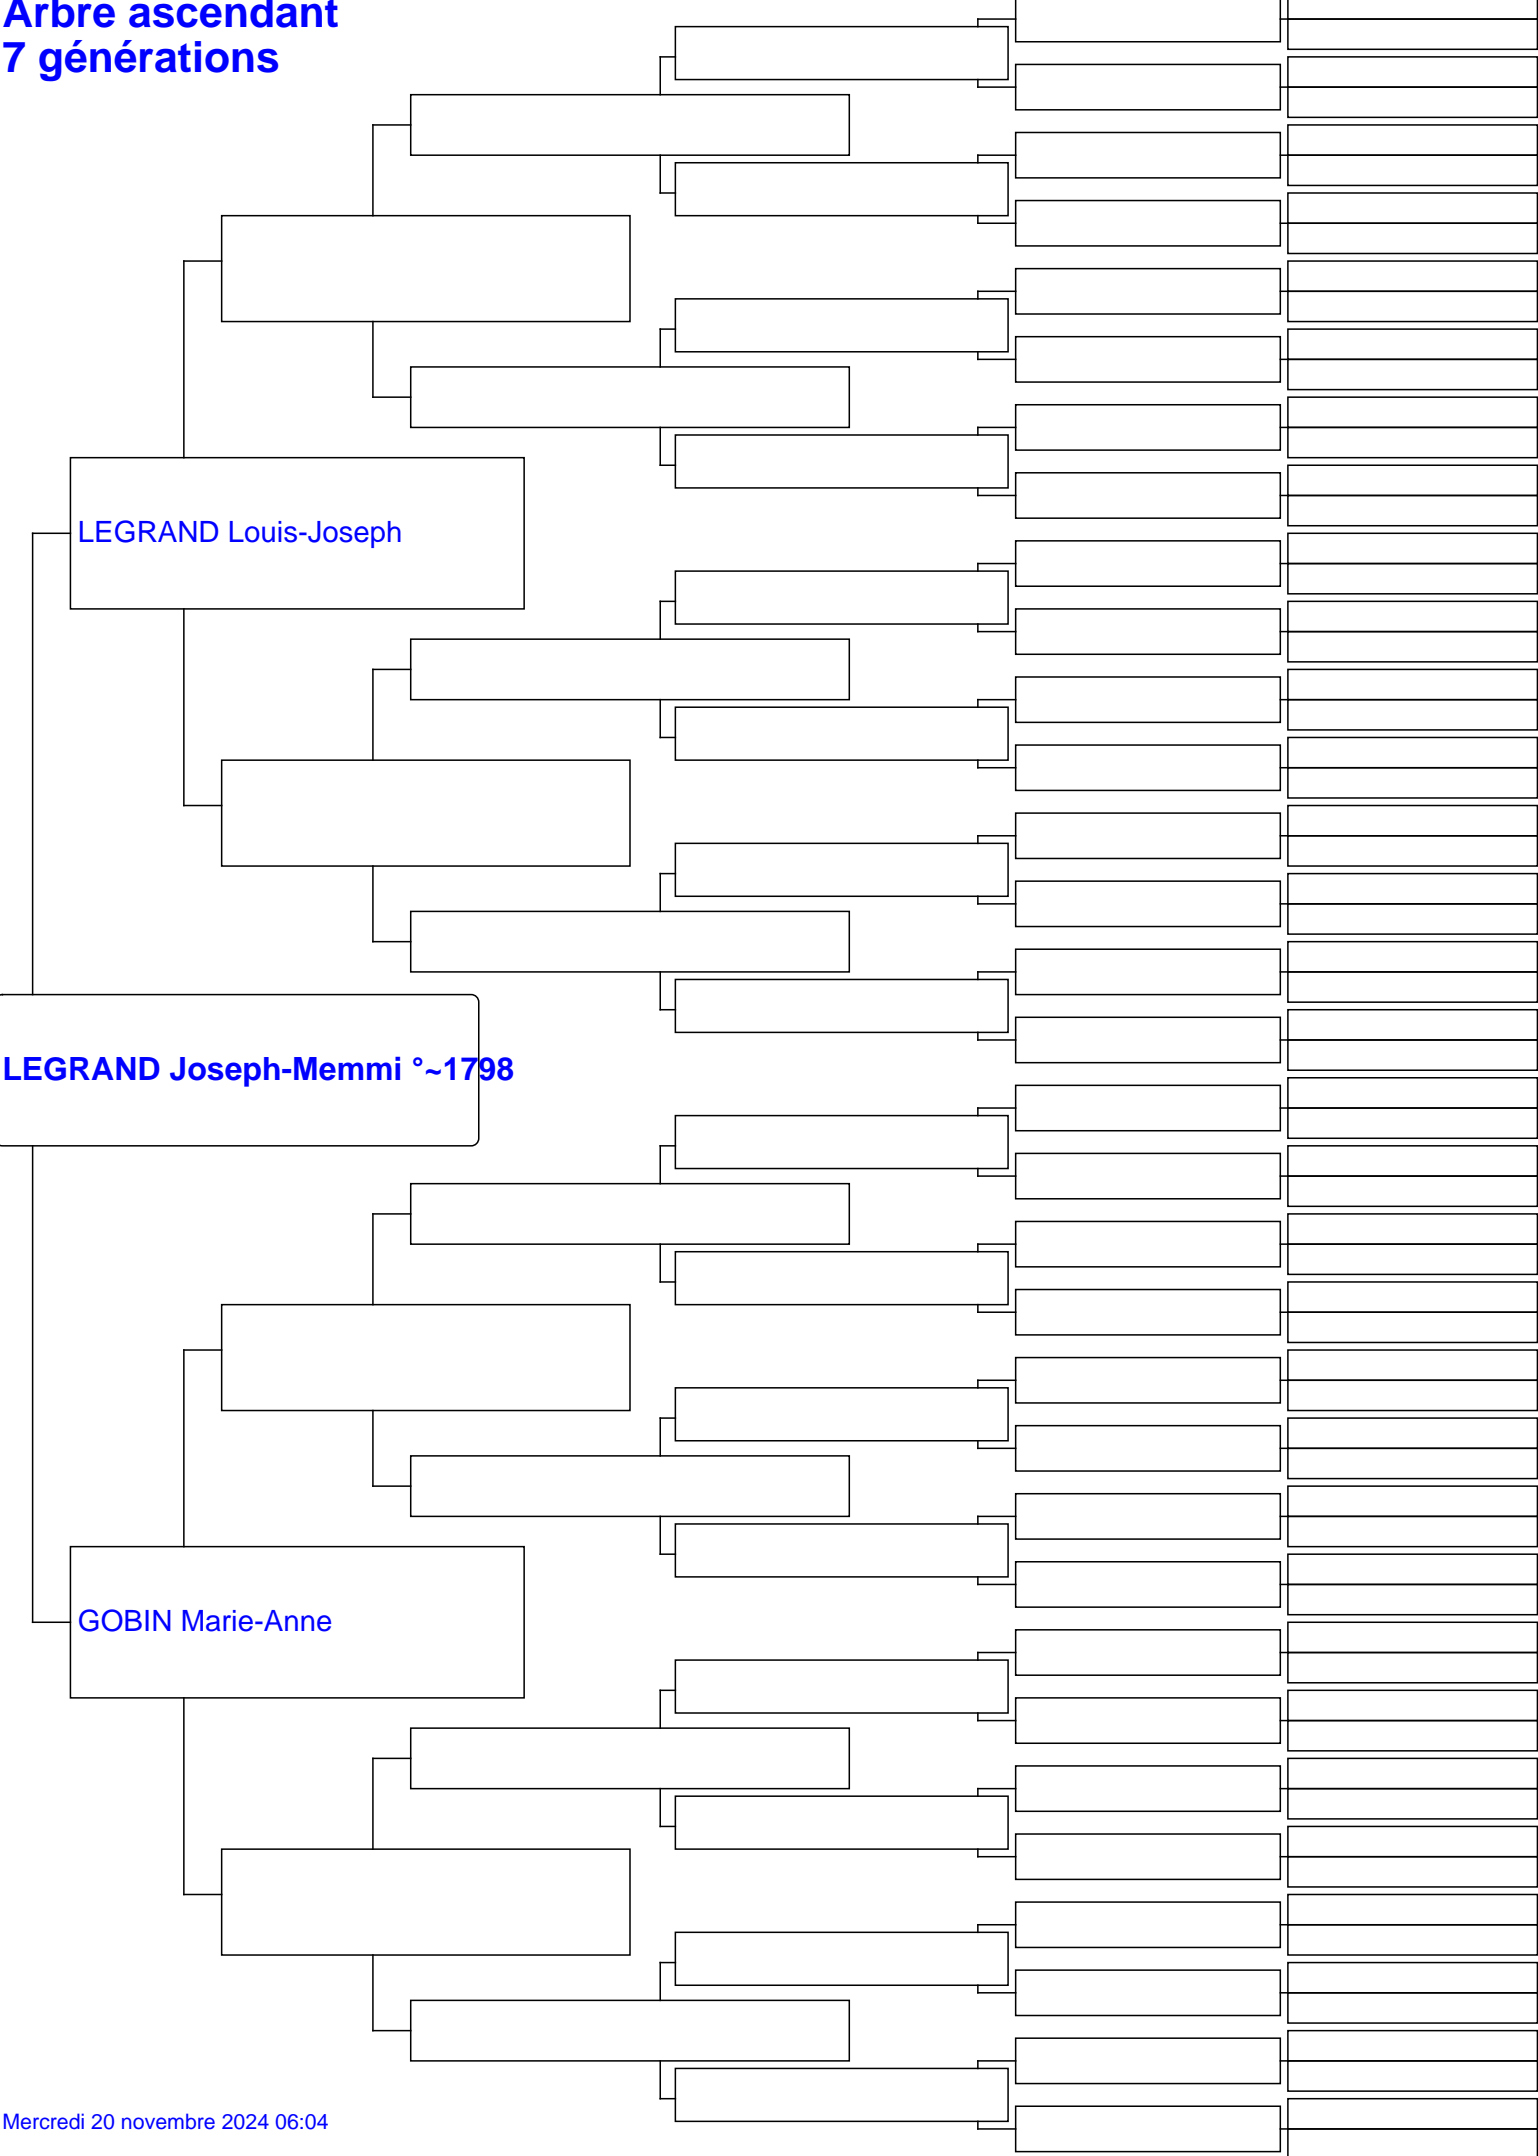 Arbre ascendant
7 générations
LEGRAND Louis-Joseph
LEGRAND Joseph-Memmi °~1798
GOBIN Marie-Anne
Mercredi 20 novembre 2024 06:04